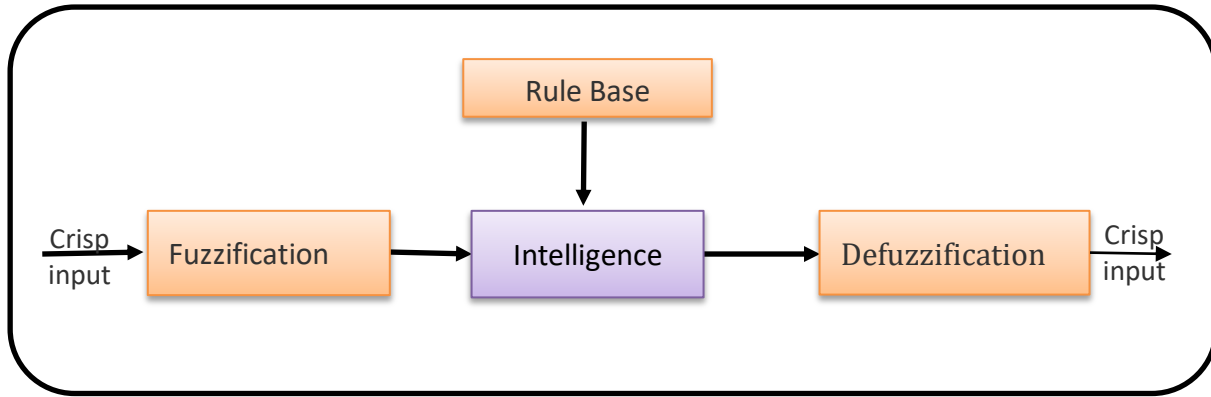 Rule Base
Crisp
input
Fuzzification
Intelligence
Defuzzification
Crisp
input